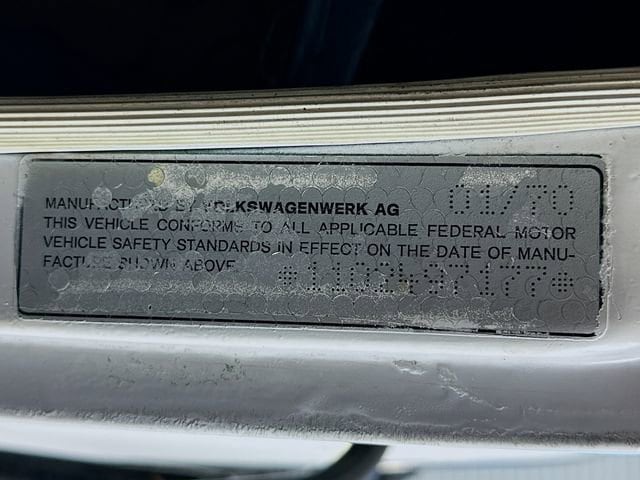 MANUFACTURED BY VOLKSWAGENWERK AG 01/70
THIS VEHICLE CONFORMS TO ALL APPLICABLE FEDERAL MOTOR
VEHICLE SAFETY STANDARDS IN EFFECT ON THE DATE OF MANU-
FACTURE SHOWN ABOVE